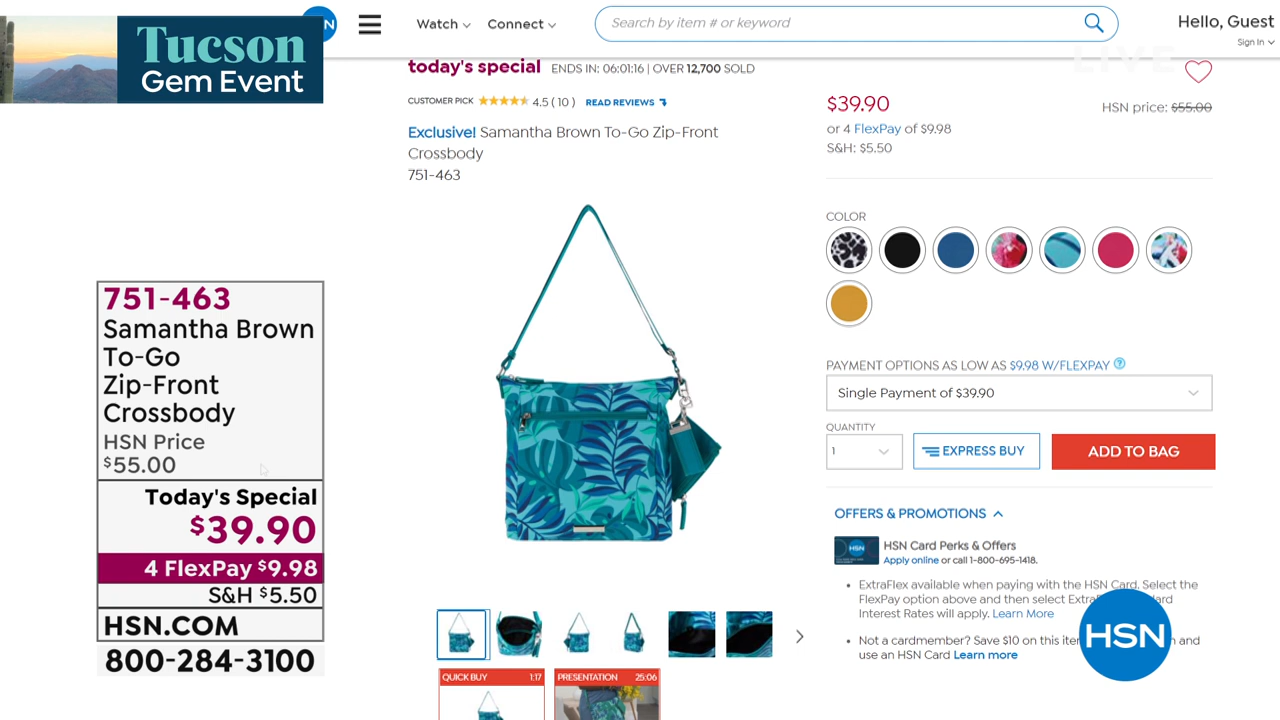 Tucson
Gem Event
N
Watch
Connect
Search by item # or keyword
Hello, Guest
Sign In
LIVE
today's special ENDS IN: 06:01:16 | OVER 12,700 SOLD
CUSTOMER PICK 4.5 ( 10 ) READ REVIEWS
Exclusive! Samantha Brown To-Go Zip-Front
Crossbody
751-463
$39.90
HSN price: $55.00
or 4 FlexPay of $9.98
S&H: $5.50
COLOR
PAYMENT OPTIONS AS LOW AS $9.98 W/FLEXPAY ?
Single Payment of $39.90
QUANTITY
1
EXPRESS BUY
ADD TO BAG
OFFERS & PROMOTIONS
HSN
HSN Card Perks & Offers
Apply online or call 1-800-695-1418.
• ExtraFlex available when paying with the HSN Card. Select the
FlexPay option above and then select
Interest Rates will apply. Learn More
• Not a cardmember? Save $10 on this and
use an HSN Card Learn more
HSN
751-463
Samantha Brown
To-Go
Zip-Front
Crossbody
HSN Price
$55.00
Today's Special
$39.90
4 FlexPay $9.98
S&H $5.50
HSN.COM
800-284-3100
QUICK BUY 1:17
PRESENTATION 25:06